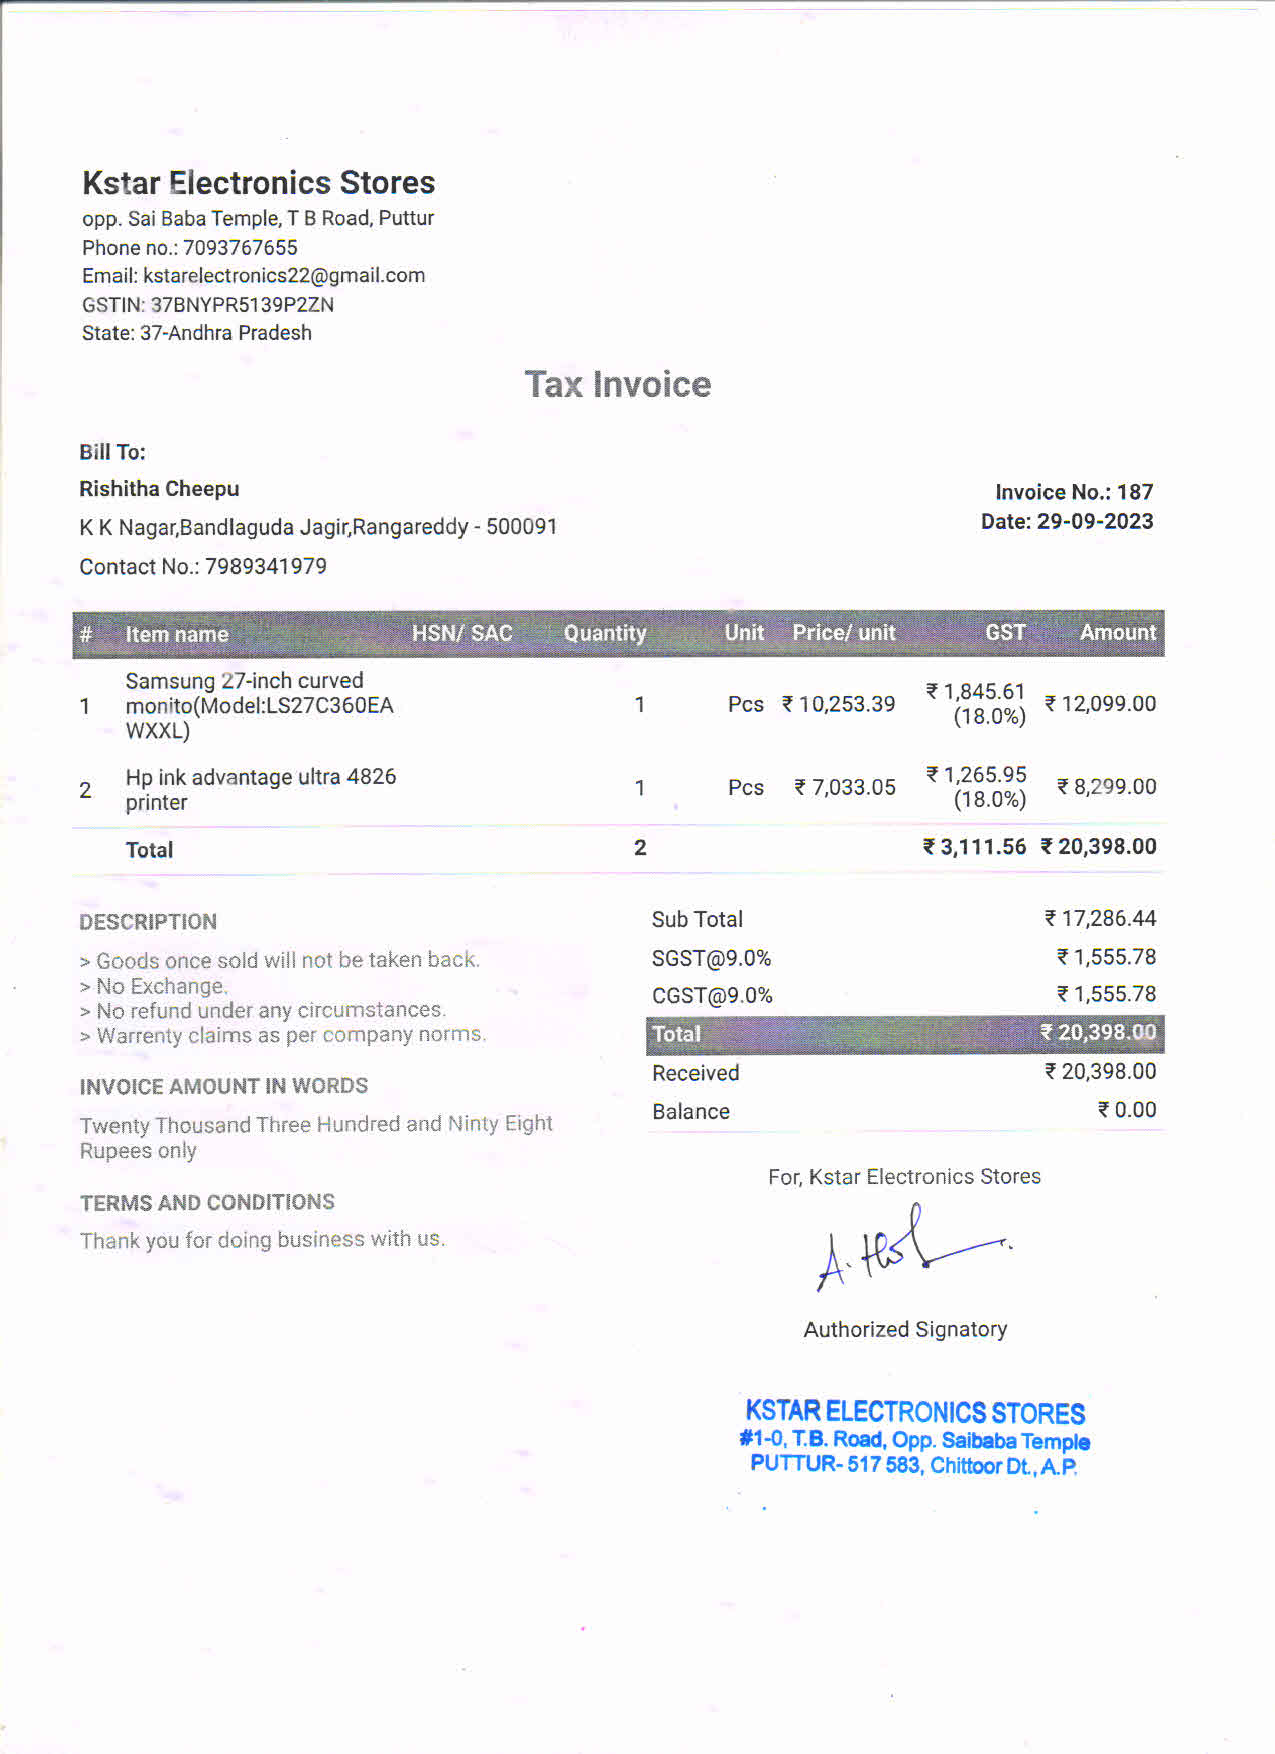 Kstar Electronics Stores
opp. Sai Baba Temple, T B Road, Puttur
Phone no.: 7093767655
Email: kstarelectronics22@gmail.com
GSTIN: 37BNYPR5139P2ZN
State: 37-Andhra Pradesh
Tax Invoice
Bill To:
Rishitha Cheepu
K K Nagar,Bandlaguda Jagir,Rangareddy - 500091
Contact No.: 7989341979
Invoice No.: 187
Date: 29-09-2023
# Item name HSN/ SAC Quantity Unit Price/ unit GST Amount
1 Samsung 27-inch curved monito(Model:LS27C360EA WXXL) 1 Pcs ₹ 10,253.39 ₹ 1,845.61 (18.0%) ₹ 12,099.00
2 Hp ink advantage ultra 4826 printer 1 Pcs ₹ 7,033.05 ₹ 1,265.95 (18.0%) ₹ 8,299.00
Total 2 ₹ 3,111.56 ₹ 20,398.00
DESCRIPTION
> Goods once sold will not be taken back.
> No Exchange.
> No refund under any circumstances.
> Warrenty claims as per company norms.
INVOICE AMOUNT IN WORDS
Twenty Thousand Three Hundred and Ninty Eight
Rupees only
TERMS AND CONDITIONS
Thank you for doing business with us.
Sub Total ₹ 17,286.44
SGST@9.0% ₹ 1,555.78
CGST@9.0% ₹ 1,555.78
Total ₹ 20,398.00
Received ₹ 20,398.00
Balance ₹ 0.00
For, Kstar Electronics Stores
Authorized Signatory
KSTAR ELECTRONICS STORES
#1-0, T.B. Road, Opp. Saibaba Temple
PUTTUR- 517 583, Chittoor Dt., A.P.